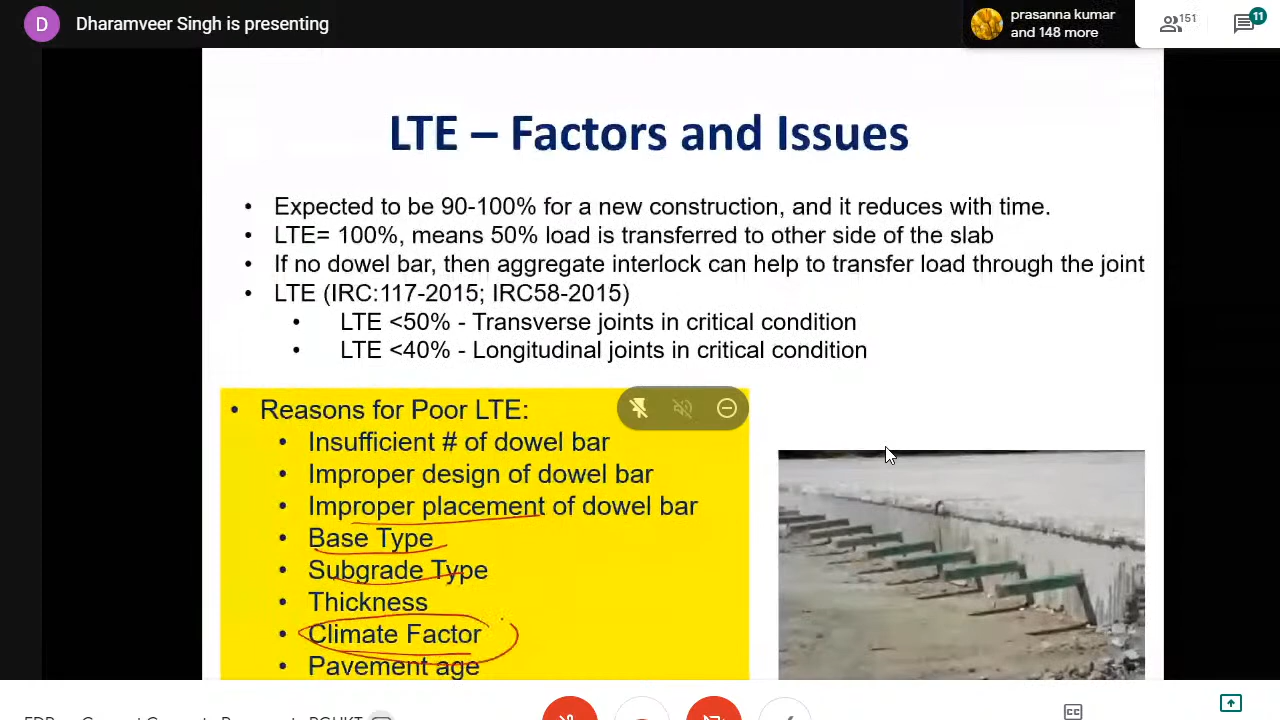 D Dharamveer Singh is presenting
prasanna kumar
and 148 more
151
11
LTE – Factors and Issues
• Expected to be 90-100% for a new construction, and it reduces with time.
• LTE= 100%, means 50% load is transferred to other side of the slab
• If no dowel bar, then aggregate interlock can help to transfer load through the joint
• LTE (IRC:117-2015; IRC58-2015)
• LTE <50% - Transverse joints in critical condition
• LTE <40% - Longitudinal joints in critical condition
• Reasons for Poor LTE:
• Insufficient # of dowel bar
• Improper design of dowel bar
• Improper placement of dowel bar
• Base Type
• Subgrade Type
• Thickness
• Climate Factor
• Pavement age
CC